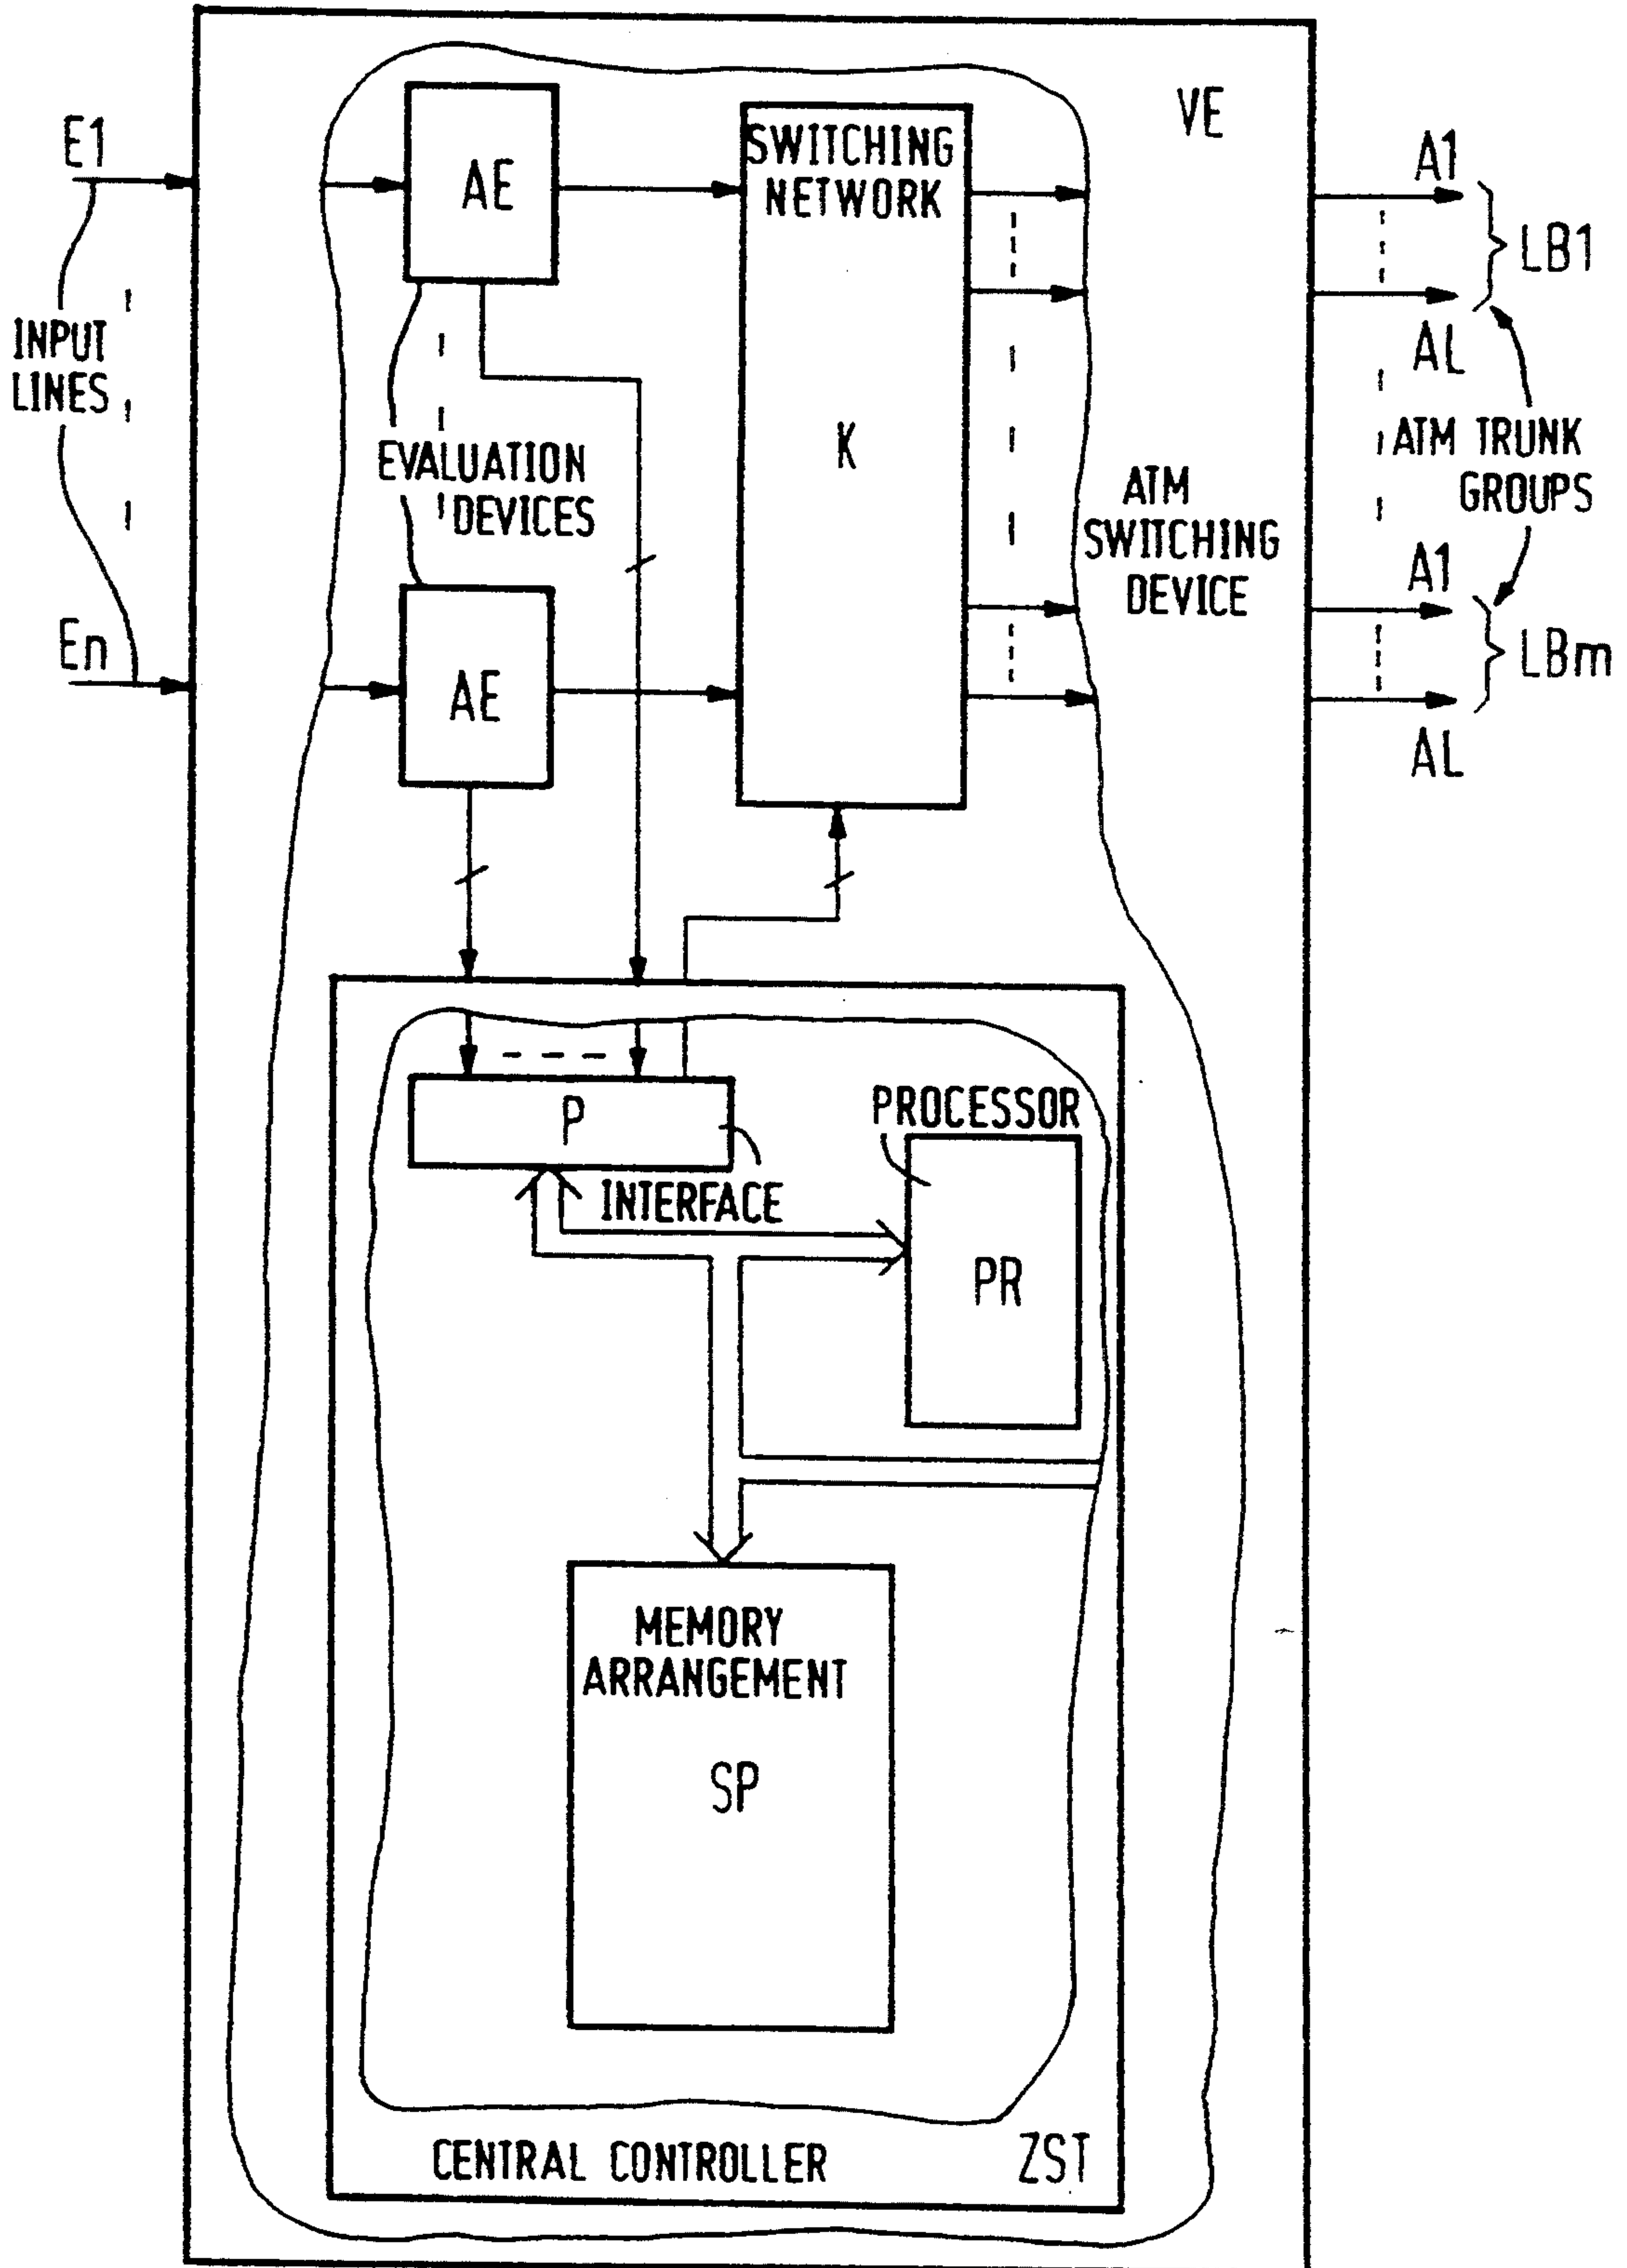 VE
E1
AE
SWITCHING
NETWORK
A1
LB1
INPUT
LINES
AL
K
EVALUATION
DEVICES
ATM TRUNK
GROUPS
ATM
SWITCHING
DEVICE
A1
En
AE
LBm
AL
P
PROCESSOR
INTERFACE
PR
MEMORY
ARRANGEMENT
SP
CENTRAL CONTROLLER
ZST